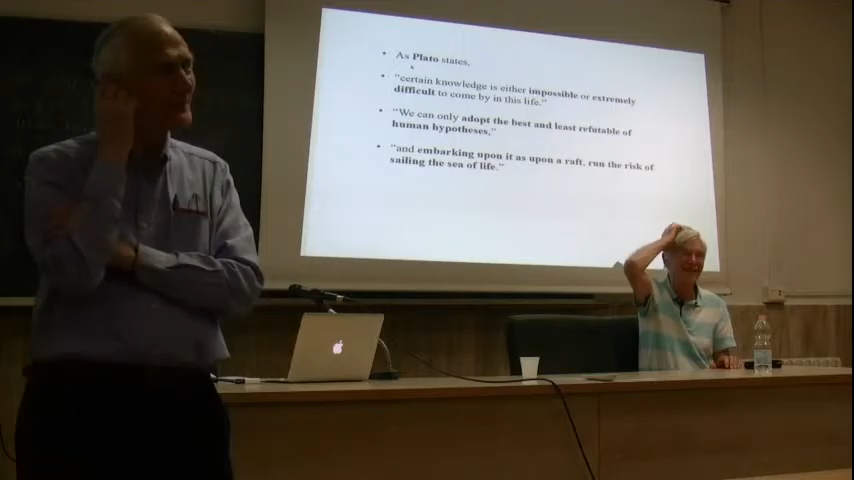 • As Plato states,
• "certain knowledge is either impossible or extremely
difficult to come by in this life."
• "We can only adopt the best and least refutable of
human hypotheses,"
• "and embarking upon it as upon a raft, run the risk of
sailing the sea of life."